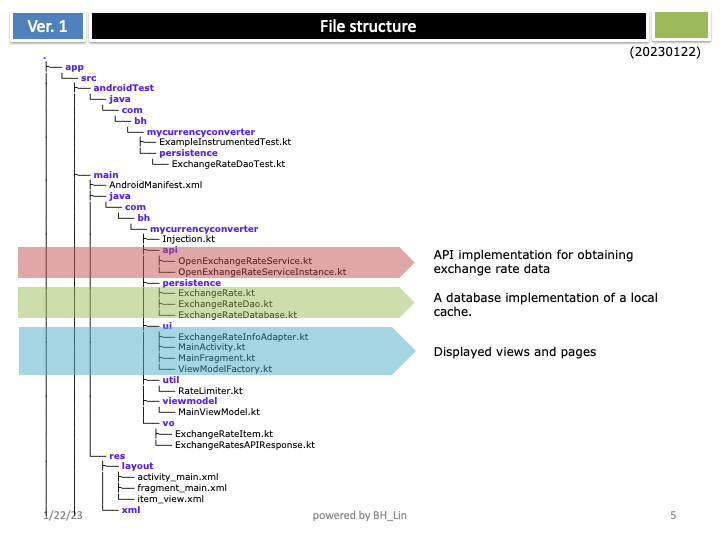 Ver. 1
File structure
(20230122)
.
├── app
│   └── src
│       ├── androidTest
│       │   └── java
│       │       └── com
│       │           └── bh
│       │               └── mycurrencyconverter
│       │                   ├── ExampleInstrumentedTest.kt
│       │                   └── persistence
│       │                       └── ExchangeRateDaoTest.kt
│       ├── main
│       │   ├── AndroidManifest.xml
│       │   ├── java
│       │   │   └── com
│       │   │       └── bh
│       │   │           └── mycurrencyconverter
│       │   │               ├── Injection.kt
│       │   │               ├── api
│       │   │               │   ├── OpenExchangeRateService.kt
│       │   │               │   └── OpenExhangeRateServiceInstance.kt
│       │   │               ├── persistence
│       │   │               │   ├── ExchangeRate.kt
│       │   │               │   ├── ExchangeRateDao.kt
│       │   │               │   └── ExchangeRateDatabase.kt
│       │   │               ├── ui
│       │   │               │   ├── ExchangeRateInfoAdapter.kt
│       │   │               │   ├── MainActivity.kt
│       │   │               │   ├── MainFragment.kt
│       │   │               │   └── ViewModelFactory.kt
│       │   │               ├── util
│       │   │               │   └── RateLimiter.kt
│       │   │               ├── viewmodel
│       │   │               │   └── MainViewModel.kt
│       │   │               └── vo
│       │   │                   ├── ExchangeRateItem.kt
│       │   │                   └── ExchangeRatesAPIResponse.kt
│       │   └── res
│       │       ├── layout
│       │       │   ├── activity_main.xml
│       │       │   ├── fragment_main.xml
│       │       │   └── item_view.xml
│       │       └── xml
API implementation for obtaining
exchange rate data
A database implementation of a local
cache.
Displayed views and pages
1/22/23
powered by BH_Lin
5